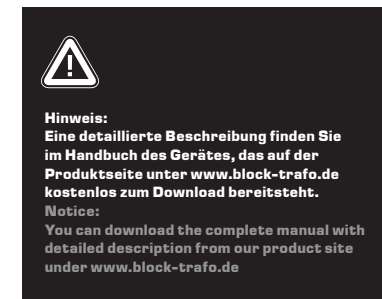 Hinweis:
Eine detaillierte Beschreibung finden Sie
im Handbuch des Gerätes, das auf der
Produktseite unter www.block-trafo.de
kostenlos zum Download bereitsteht.
Notice:
You can download the complete manual with
detailed description from our product site
under www.block-trafo.de